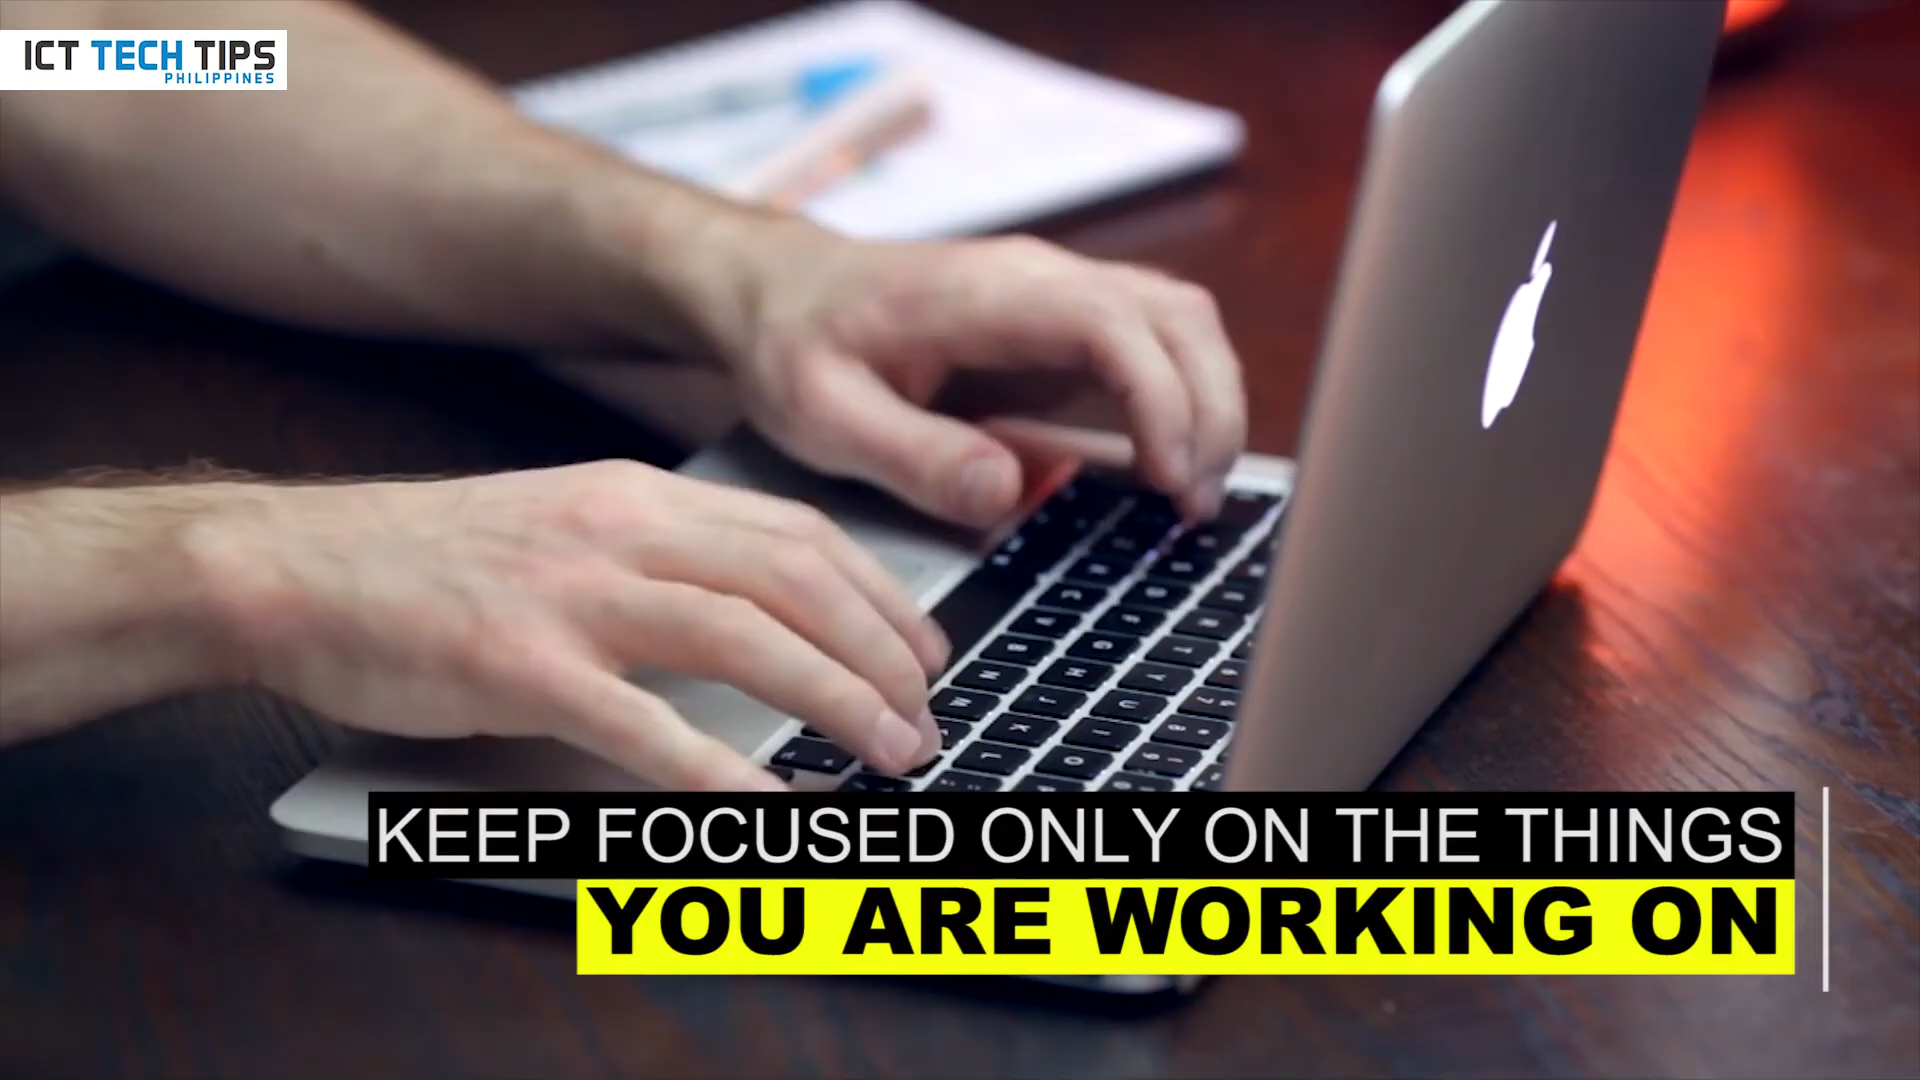 ICT TECH TIPS
PHILIPPINES
KEEP FOCUSED ONLY ON THE THINGS
YOU ARE WORKING ON